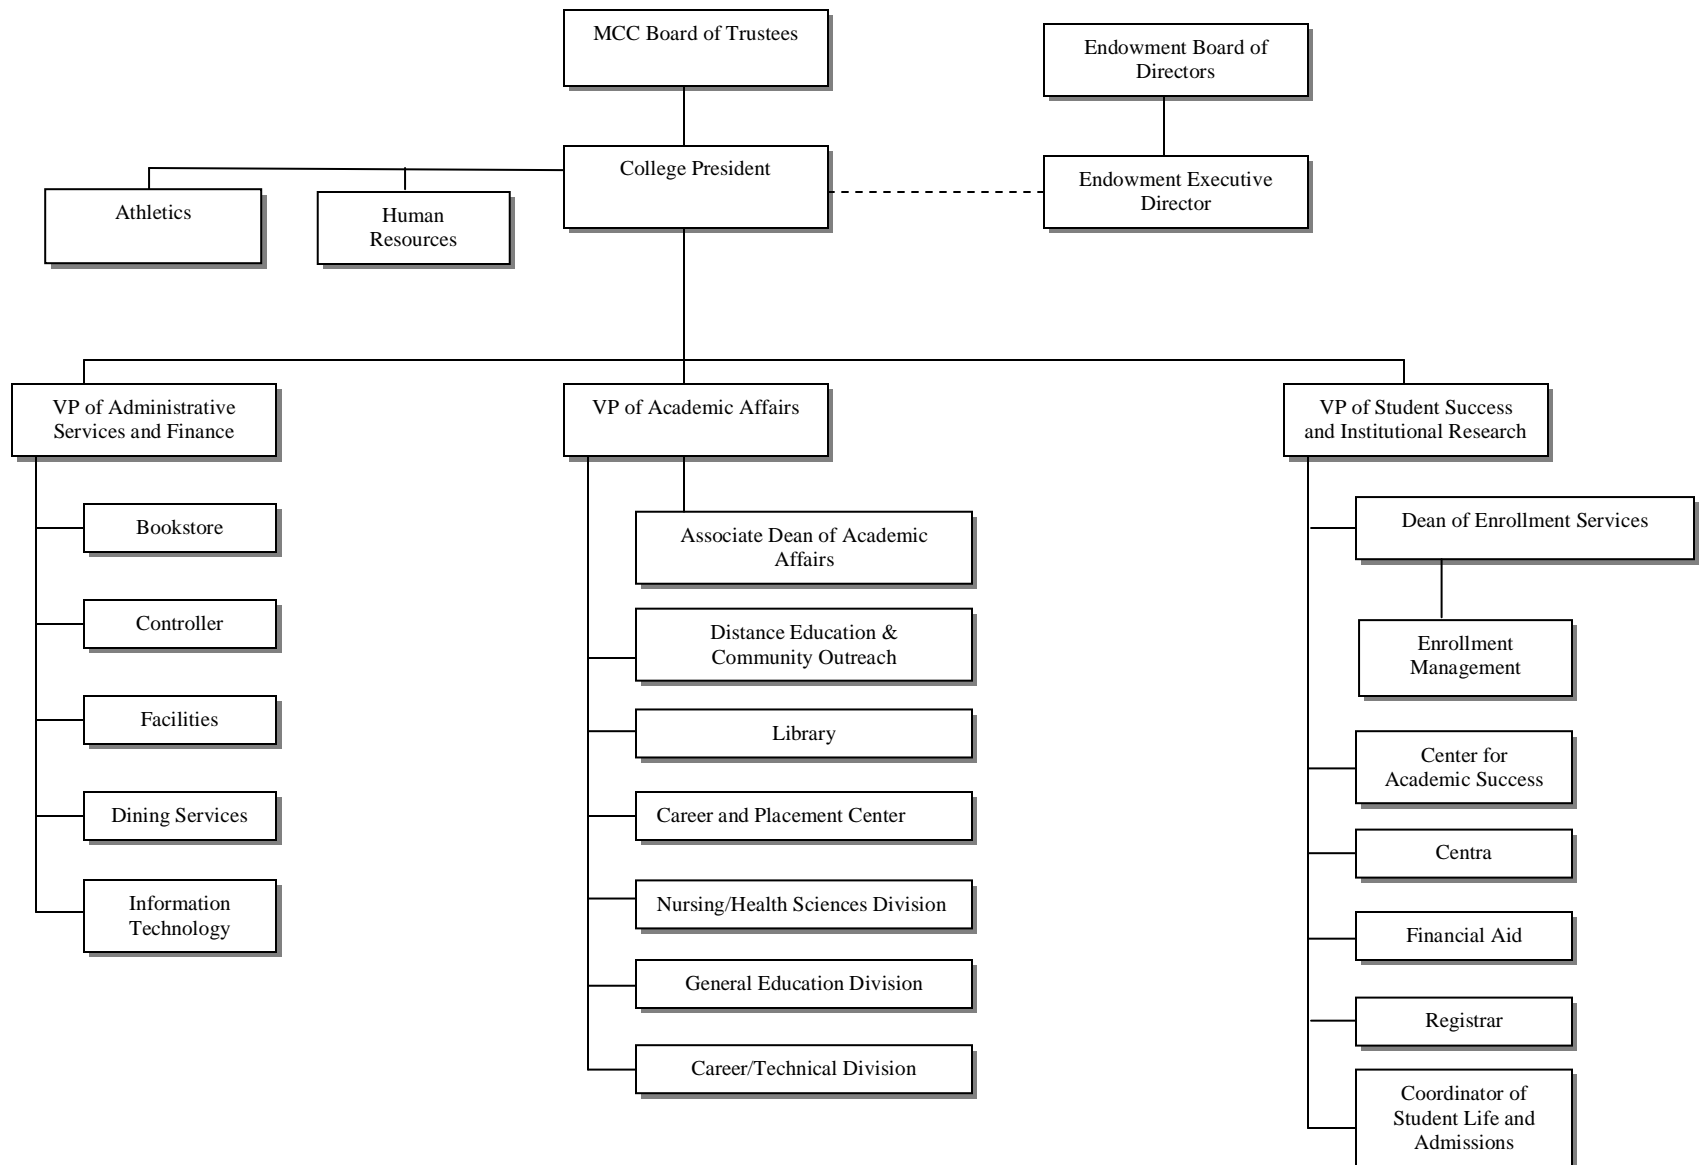 MCC Board of Trustees
Endowment Board of
Directors
College President
Endowment Executive
Director
Athletics
Human
Resources
VP of Administrative
Services and Finance
VP of Academic Affairs
VP of Student Success
and Institutional Research
Bookstore
Controller
Facilities
Dining Services
Information
Technology
Associate Dean of Academic
Affairs
Distance Education &
Community Outreach
Library
Career and Placement Center
Nursing/Health Sciences Division
General Education Division
Career/Technical Division
Dean of Enrollment Services
Enrollment
Management
Center for
Academic Success
Centra
Financial Aid
Registrar
Coordinator of
Student Life and
Admissions